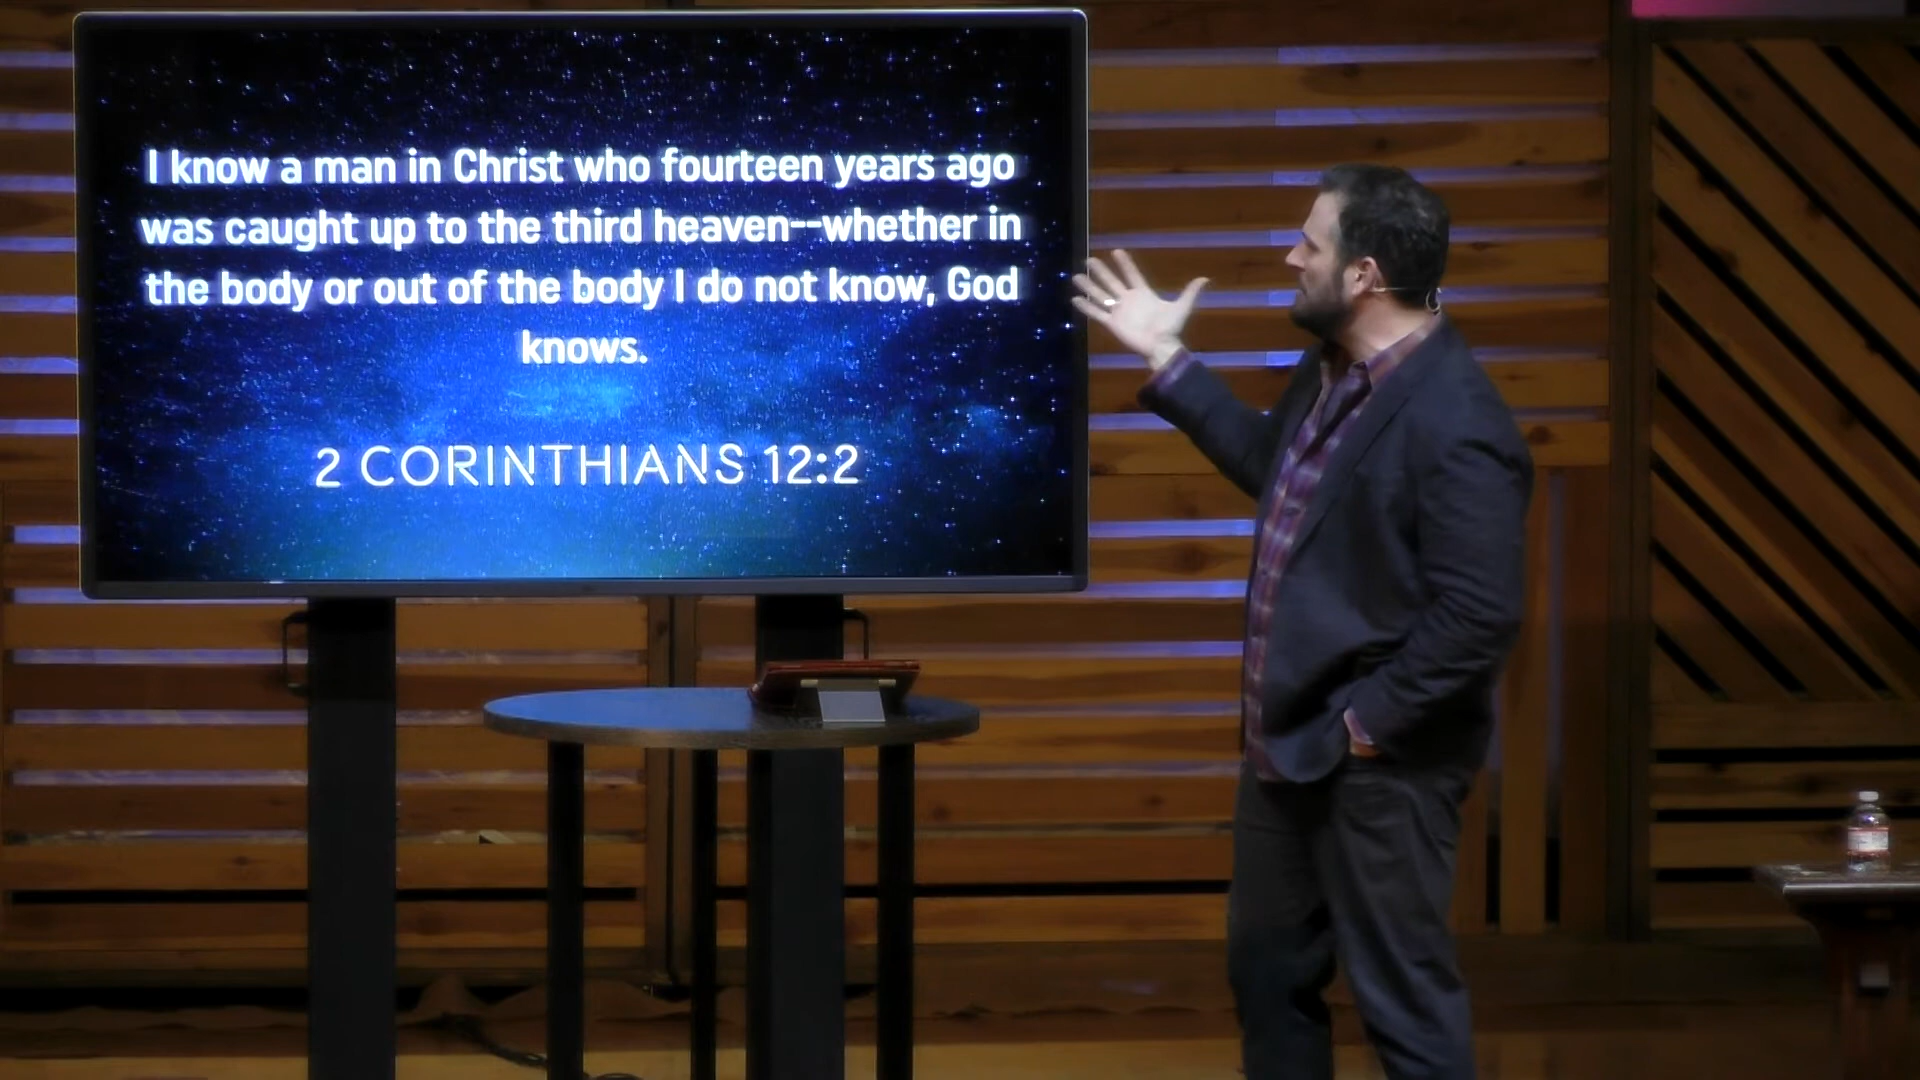 I know a man in Christ who fourteen years ago
was caught up to the third heaven--whether in
the body or out of the body I do not know, God
knows.
2 CORINTHIANS 12:2